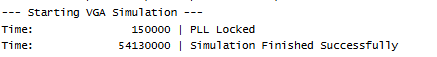 --- Starting VGA Simulation ---
Time:               150000 | PLL Locked
Time:             54130000 | Simulation Finished Successfully